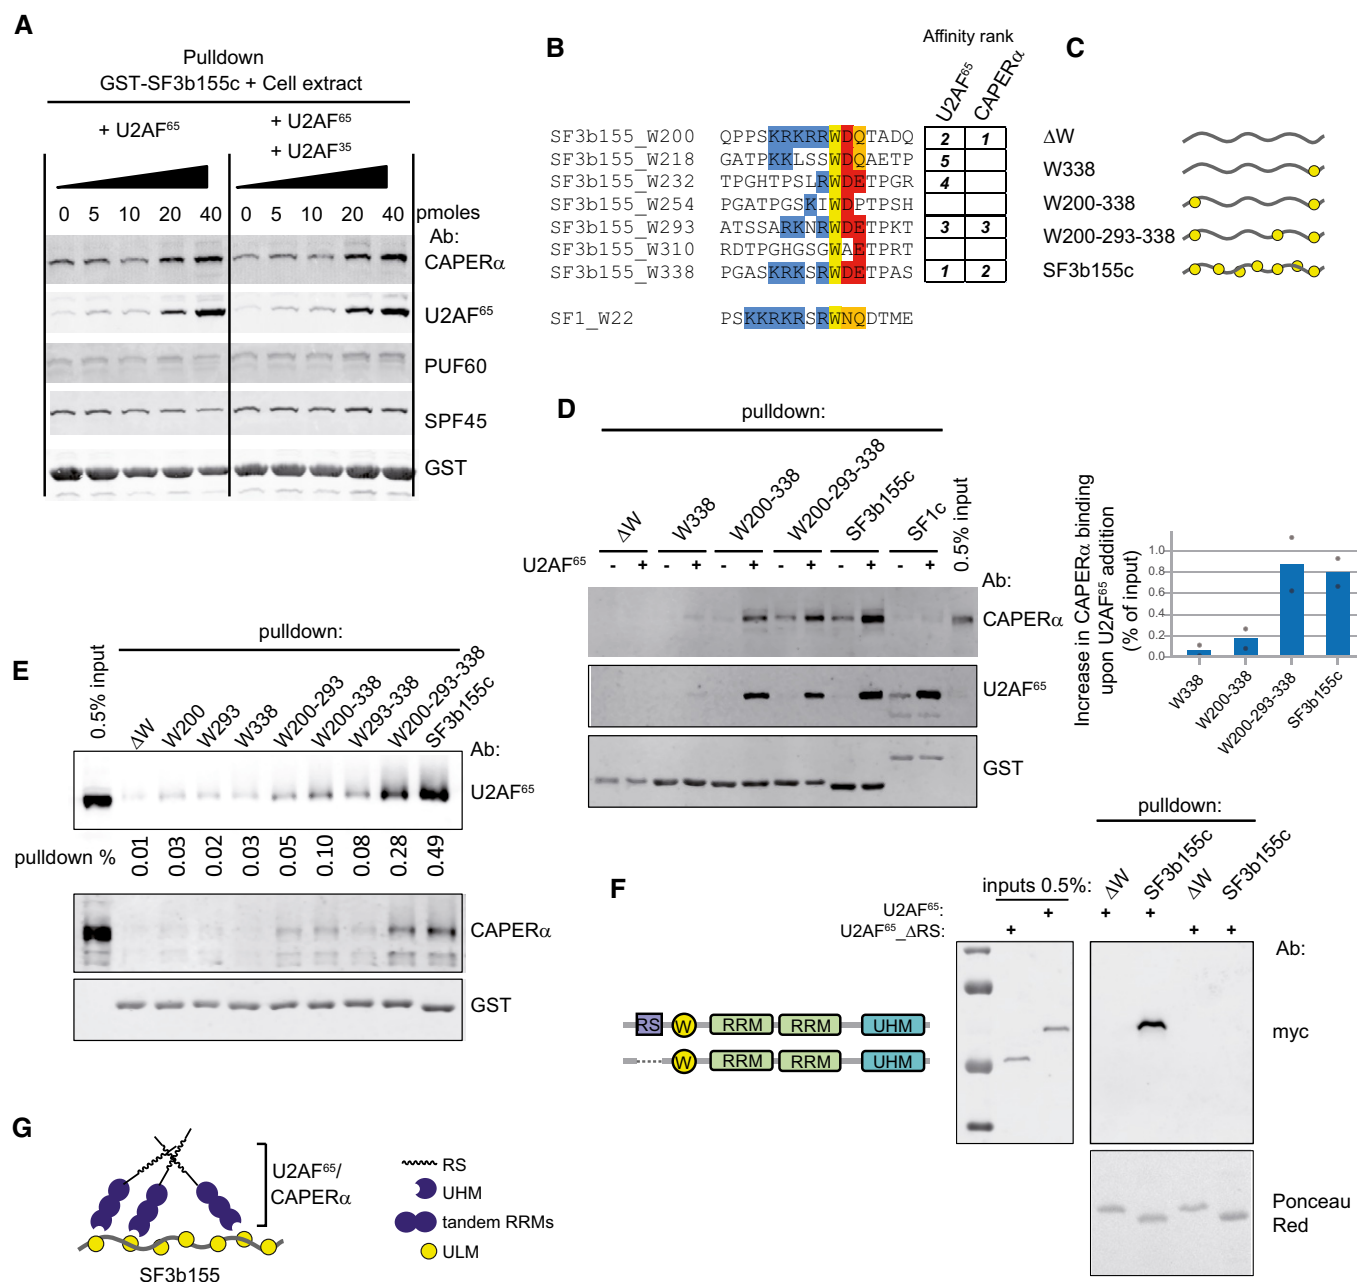 A
Pulldown
GST-SF3b155c + Cell extract
+ U2AF65
+ U2AF65
+ U2AF35
0 5 10 20 40 0 5 10 20 40 pmoles
Ab:
CAPERα
U2AF65
PUF60
SPF45
GST
B
Affinity rank
U2AF65 CAPERα
SF3b155_W200 QPPSKRKRRWDQTADQ 2 1
SF3b155_W218 GATPKKLSSWDQAETP 5
SF3b155_W232 TPGHTPSLRWDETPGR 4
SF3b155_W254 PGATPGSKIWDPTPSH
SF3b155_W293 ATSSARKNRWDETPKT 3 3
SF3b155_W310 RDTPGHGSGWAETPRT
SF3b155_W338 PGASKRKSRWDETPAS 1 2
SF1_W22 PSKKRKRSRWNQDTME
C
ΔW
W338
W200-338
W200-293-338
SF3b155c
D
pulldown:
ΔW W338 W200-338 W200-293-338 SF3b155c SF1c 0.5% input
U2AF65 - + - + - + - + - + - +
Ab:
CAPERα
U2AF65
GST
Increase in CAPERα binding
upon U2AF65 addition
(% of input)
1.0
0.8
0.6
0.4
0.2
0.0
W338 W200-338 W200-293-338 SF3b155c
E
pulldown:
0.5% input ΔW W200 W293 W338 W200-293 W200-338 W293-338 W200-293-338 SF3b155c
Ab:
U2AF65
pulldown % 0.01 0.03 0.02 0.03 0.05 0.10 0.08 0.28 0.49
CAPERα
GST
F
pulldown:
inputs 0.5%: ΔW SF3b155c ΔW SF3b155c
U2AF65: + + +
U2AF65_ΔRS: + + +
Ab:
myc
Ponceau
Red
RS W RRM RRM UHM
W RRM RRM UHM
G
U2AF65/
CAPERα
SF3b155
RS
UHM
tandem RRMs
ULM